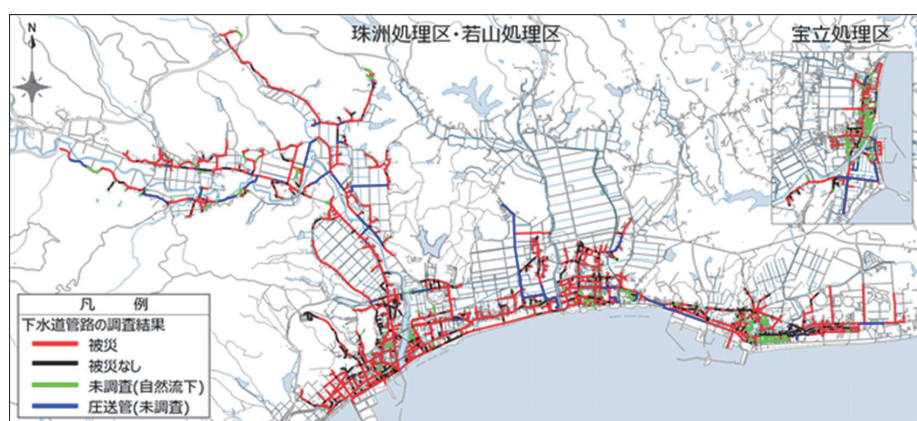 珠洲処理区・若山処理区
宝立処理区
N
凡 例
下水道管路の調査結果
被災
被災なし
未調査(自然流下)
圧送管(未調査)